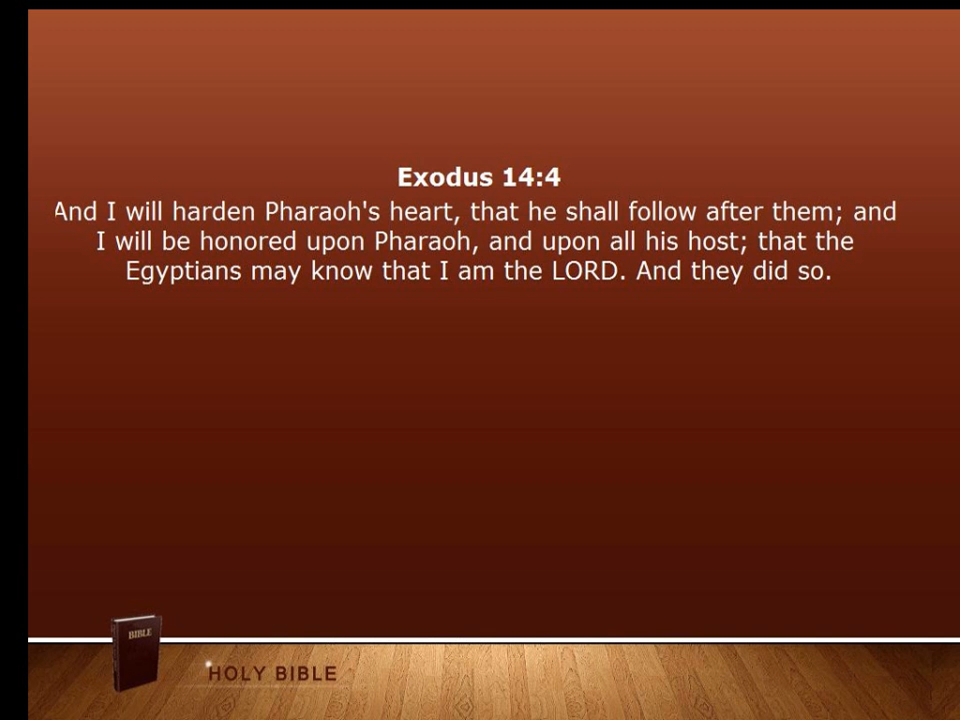 Exodus 14:4
And I will harden Pharaoh's heart, that he shall follow after them; and
I will be honored upon Pharaoh, and upon all his host; that the
Egyptians may know that I am the LORD. And they did so.
BIBLE
HOLY BIBLE